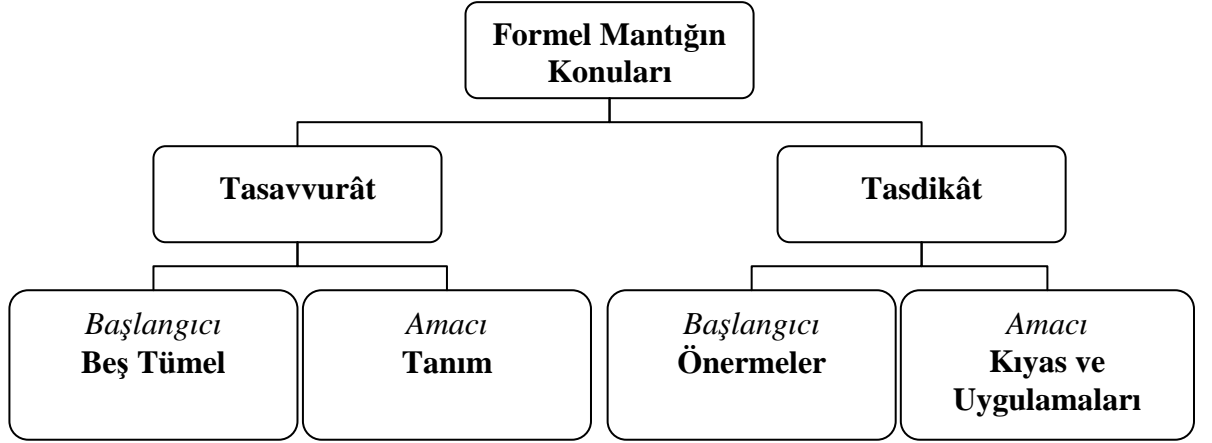 Formel Mantığın
Konuları
Tasavvurât
Tasdikât
Başlangıcı
Beş Tümel
Amacı
Tanım
Başlangıcı
Önermeler
Amacı
Kıyas ve
Uygulamaları